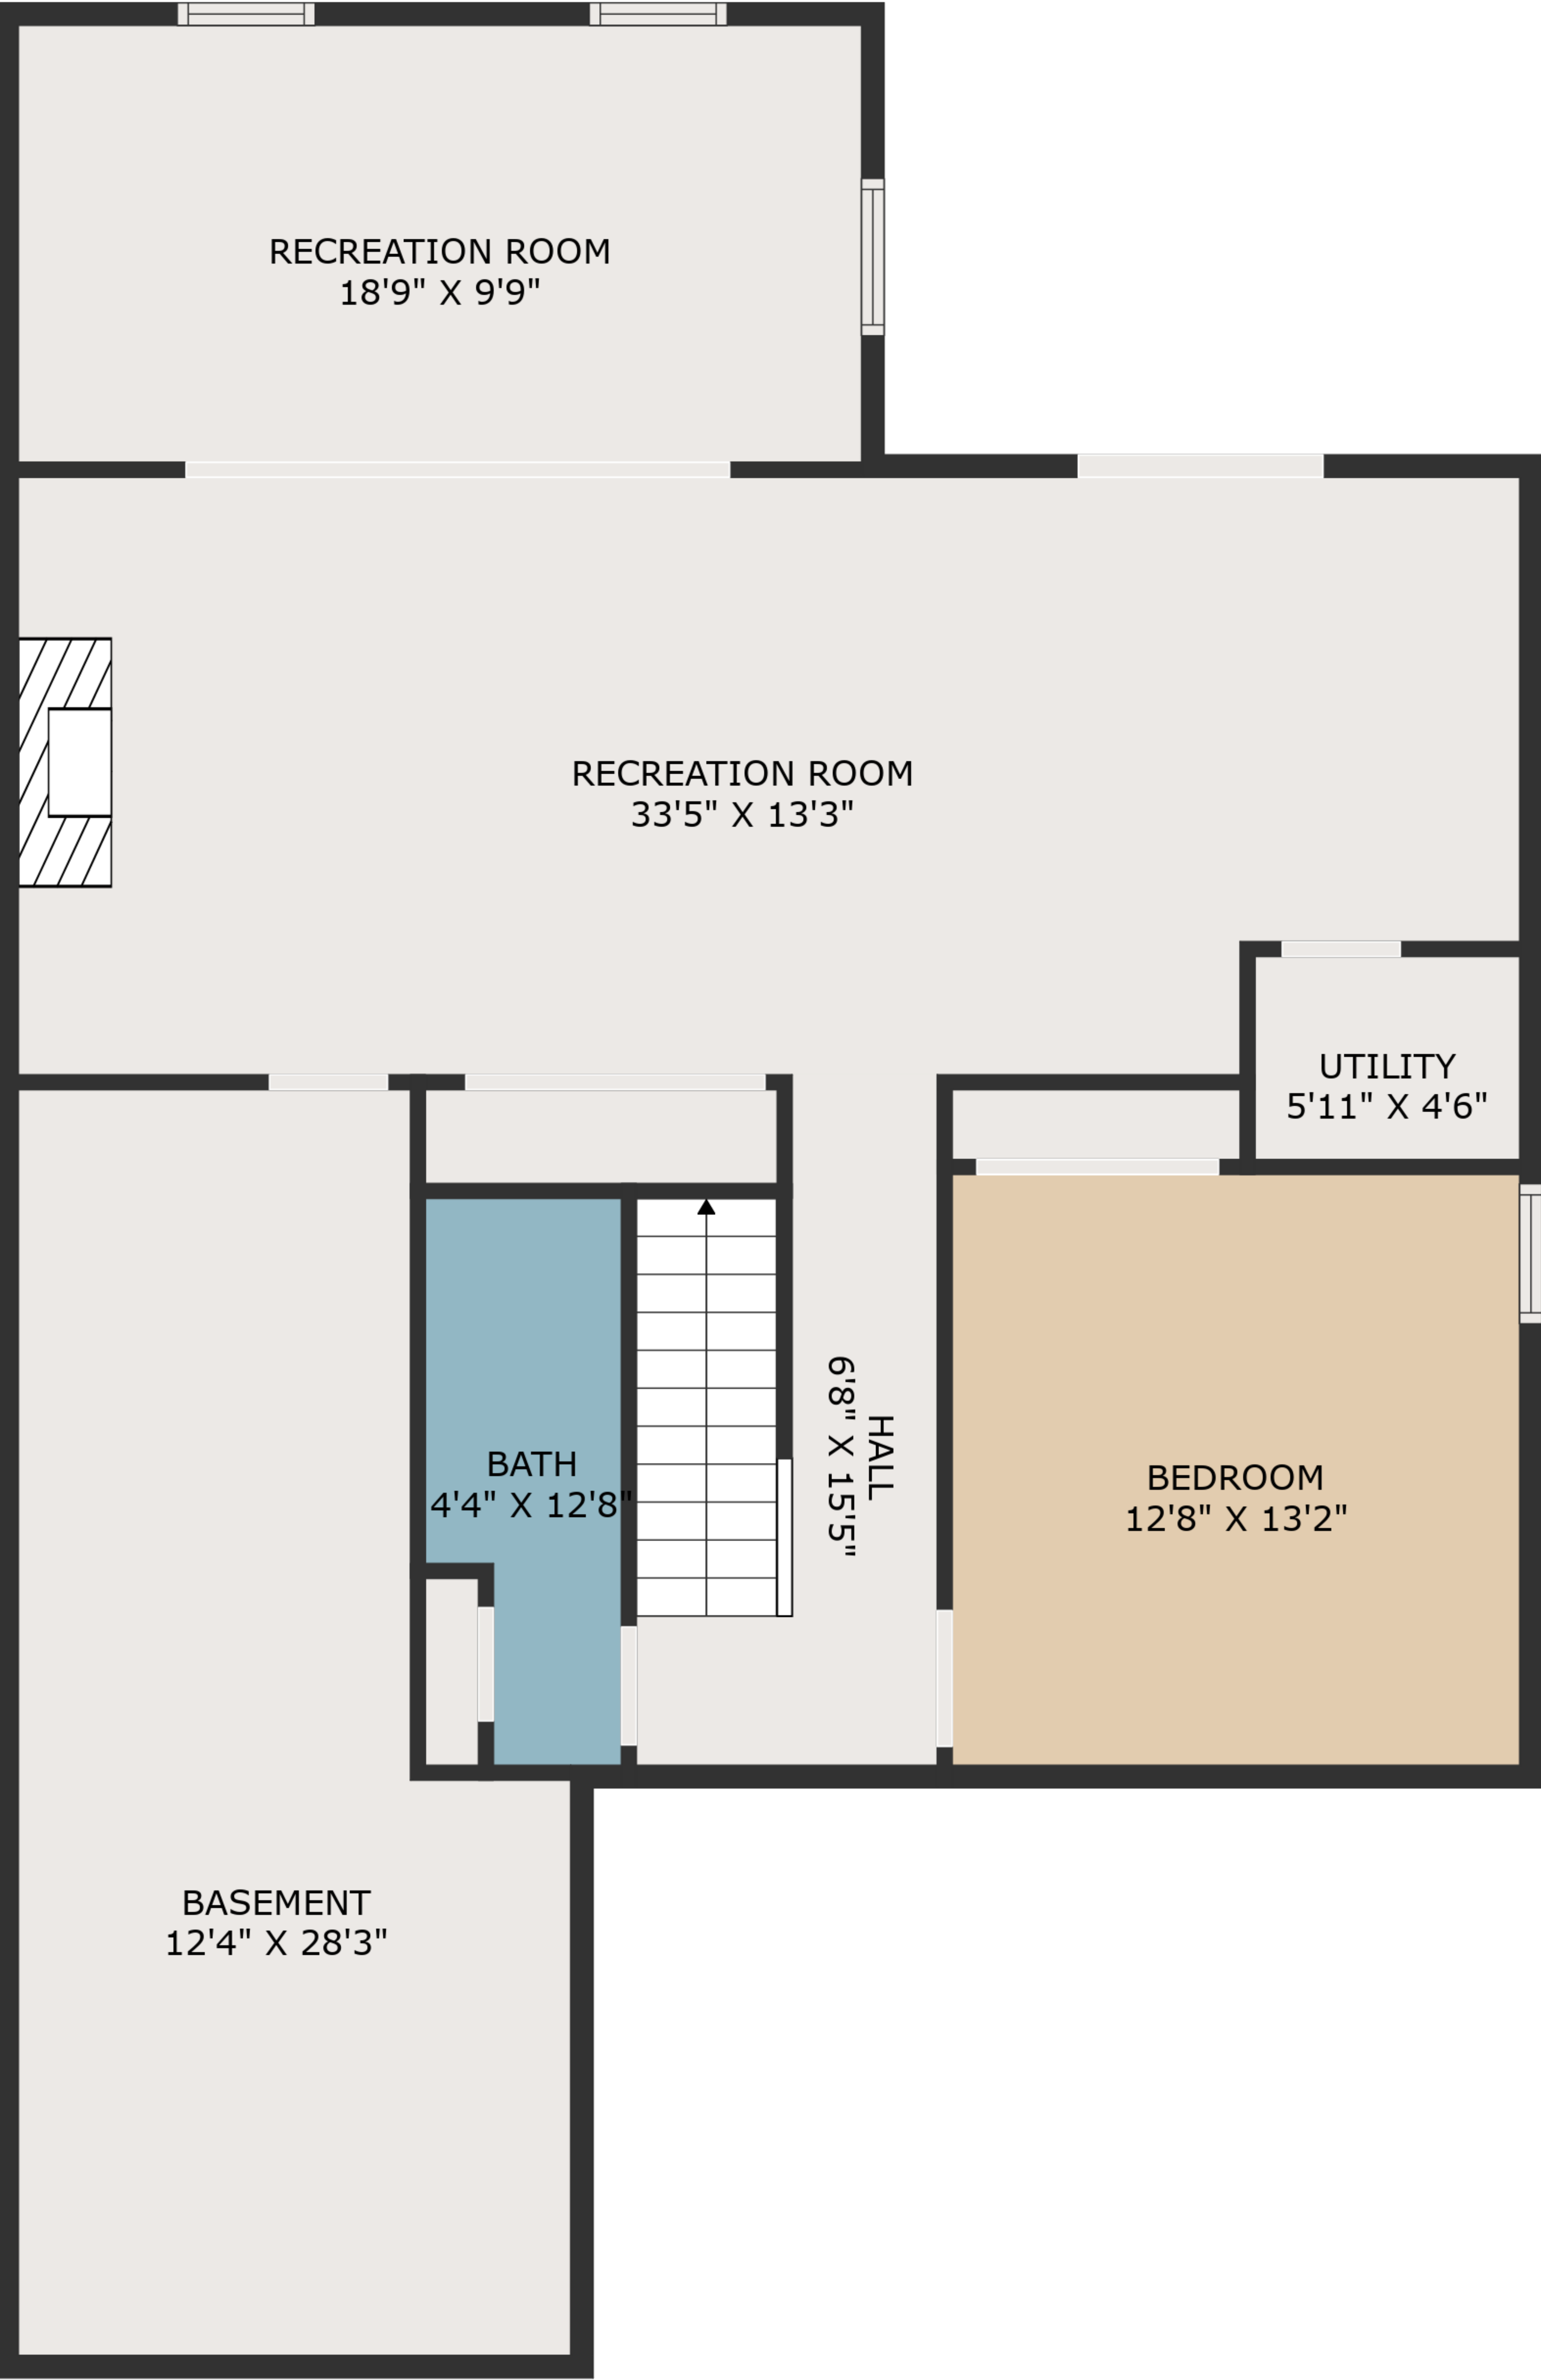 RECREATION ROOM
18'9" X 9'9"
RECREATION ROOM
33'5" X 13'3"
UTILITY
5'11" X 4'6"
HALL
6'8" X 15'5"
BATH
4'4" X 12'8"
BEDROOM
12'8" X 13'2"
BASEMENT
12'4" X 28'3"